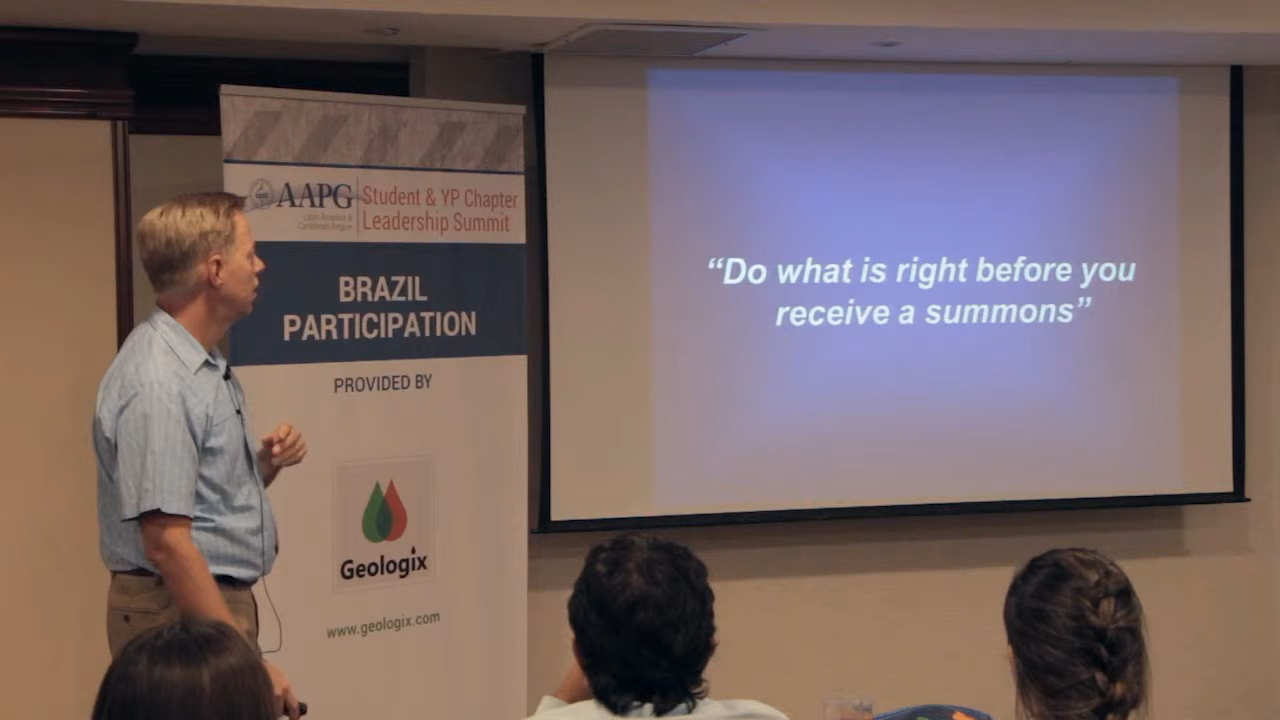 AAPG
Latin America &
Caribbean Region
Student & YP Chapter
Leadership Summit
BRAZIL
PARTICIPATION
PROVIDED BY
Geologix
www.geologix.com
“Do what is right before you
receive a summons”